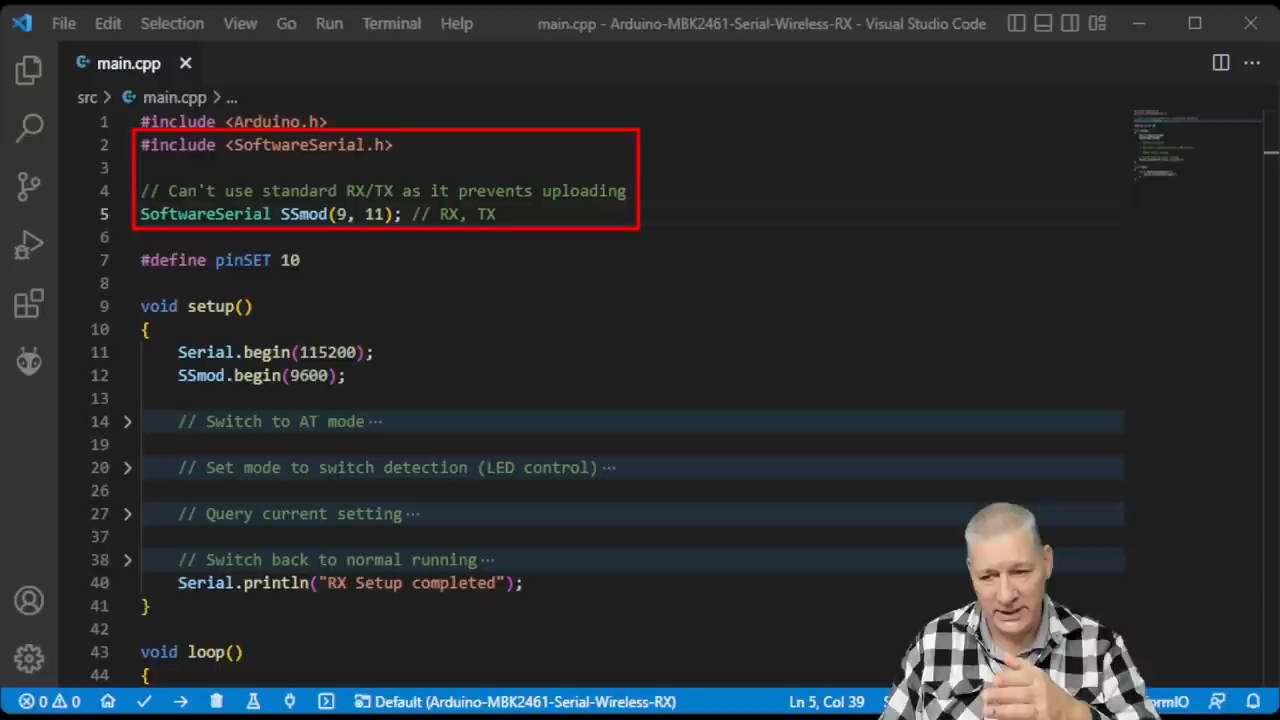 File Edit Selection View Go Run Terminal Help main.cpp - Arduino-MBK2461-Serial-Wireless-RX - Visual Studio Code
main.cpp
src > main.cpp > ...
1 #include <Arduino.h>
2 #include <SoftwareSerial.h>
3
4 // Can't use standard RX/TX as it prevents uploading
5 SoftwareSerial SSmod(9, 11); // RX, TX
6
7 #define pinSET 10
8
9 void setup()
10 {
11 Serial.begin(115200);
12 SSmod.begin(9600);
13
14 // Switch to AT mode ...
19
20 // Set mode to switch detection (LED control) ...
26
27 // Query current setting ...
37
38 // Switch back to normal running ...
40 Serial.println("RX Setup completed");
41 }
42
43 void loop()
44 {
0 0 Default (Arduino-MBK2461-Serial-Wireless-RX) Ln 5, Col 39